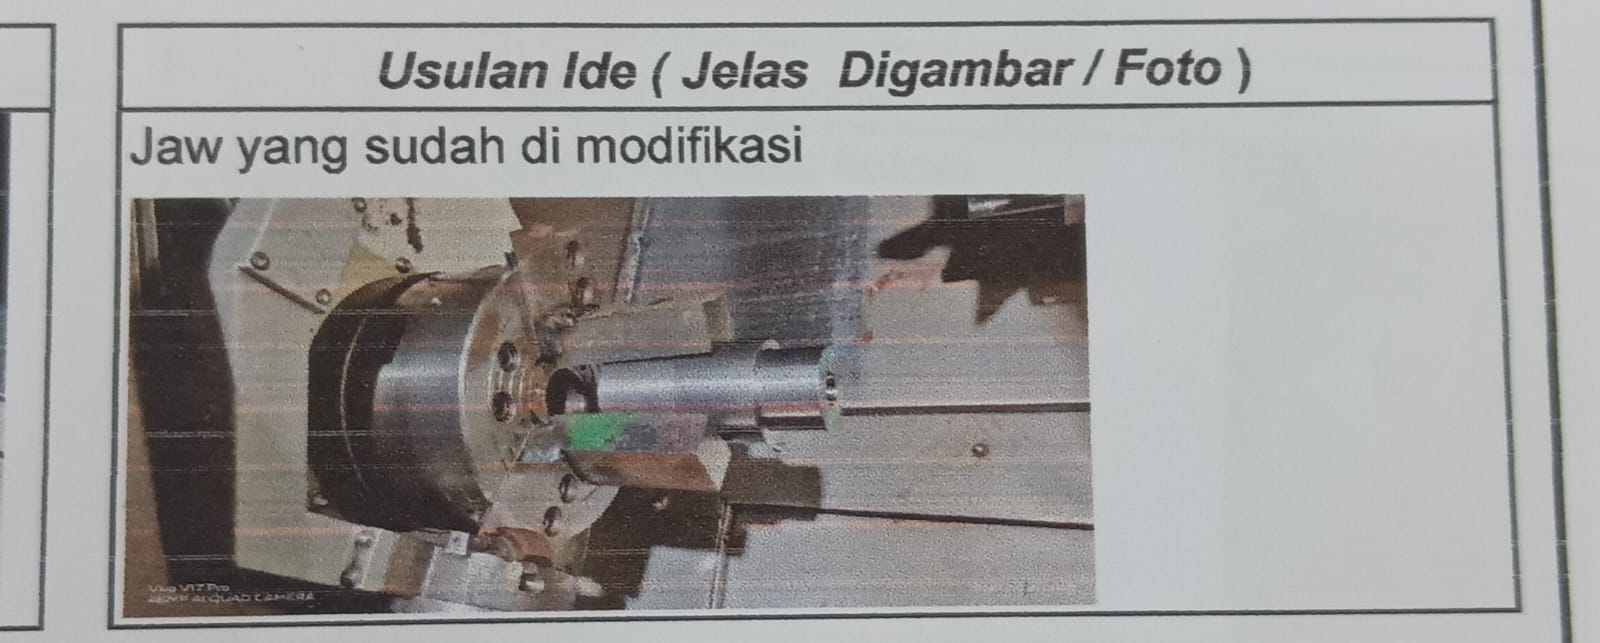 Usulan Ide ( Jelas Digambar / Foto )
Jaw yang sudah di modifikasi
Vivo V17 Pro
48MP AI QUAD CAMERA